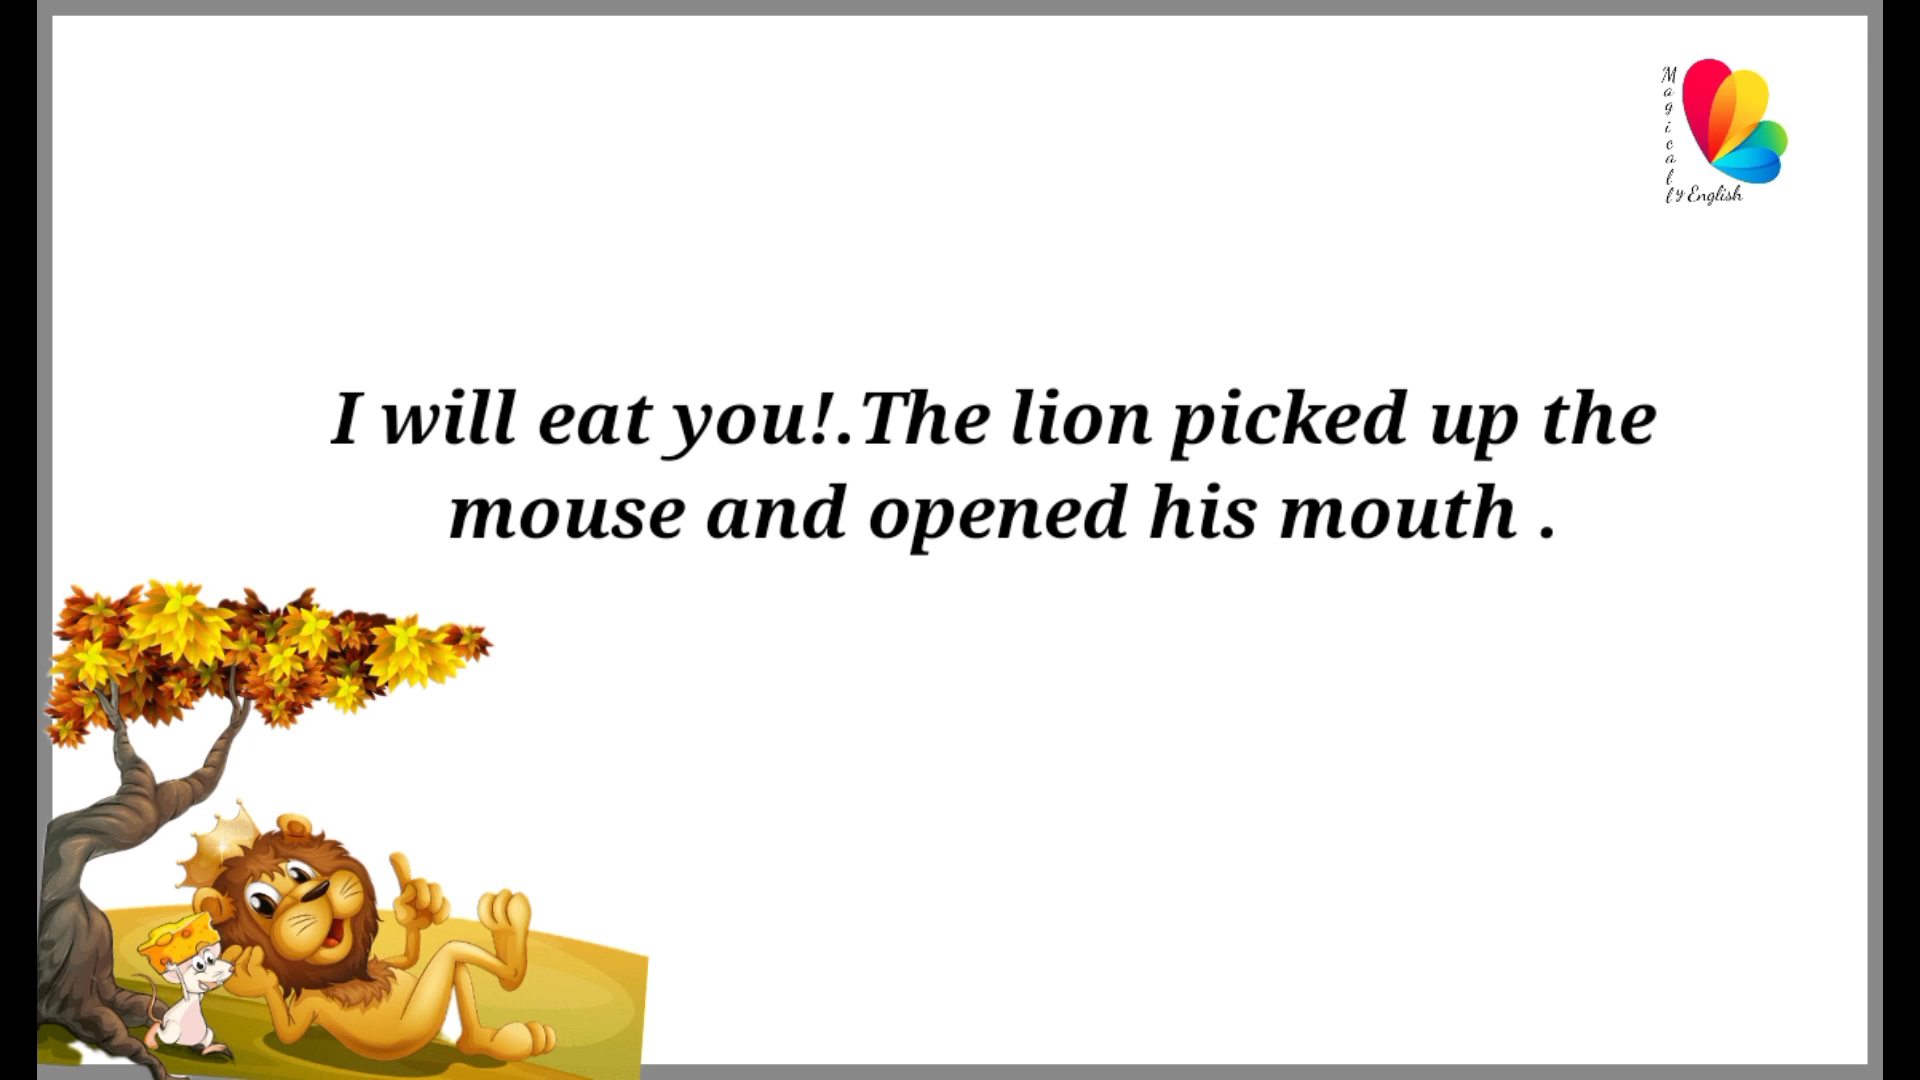 Magically English
I will eat you!.The lion picked up the
mouse and opened his mouth .